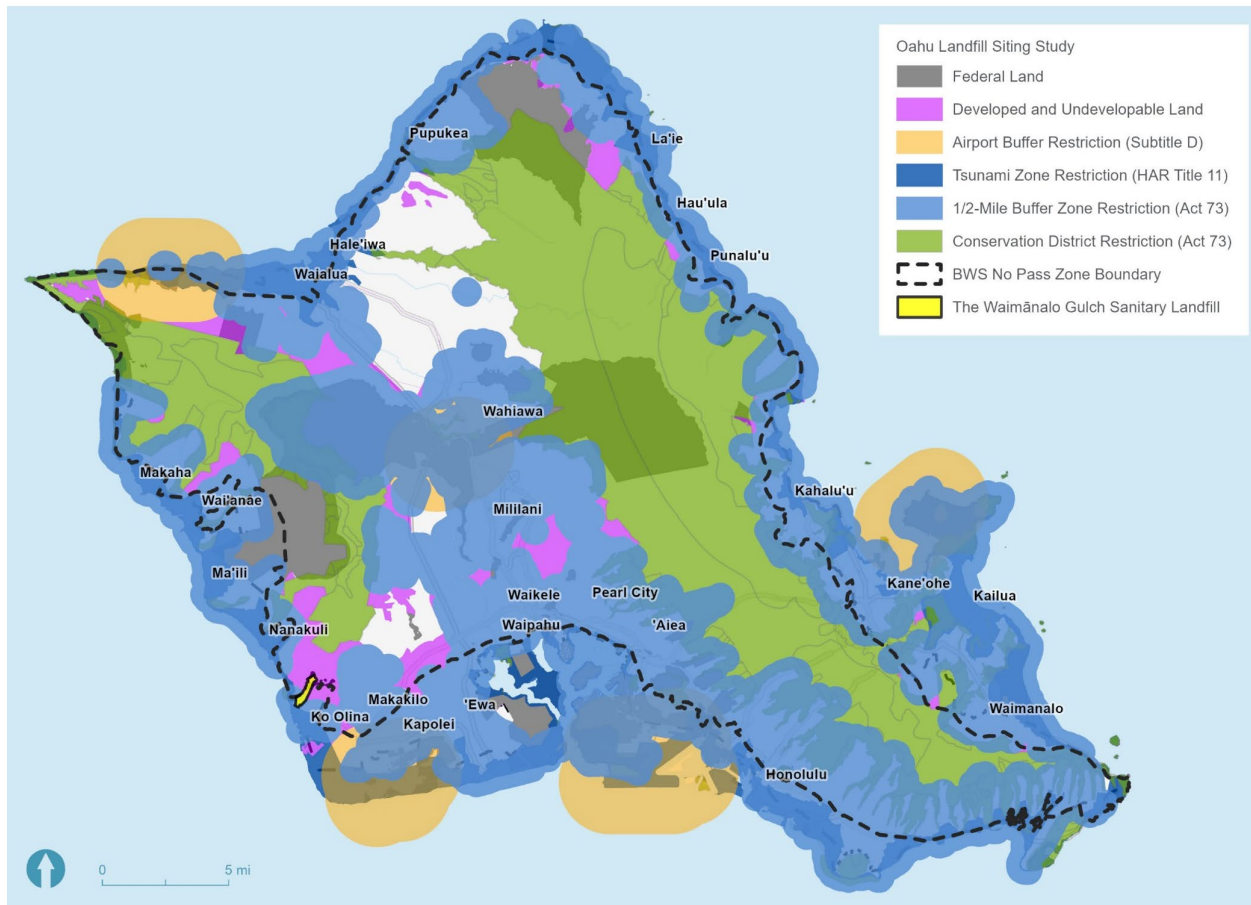 Oahu Landfill Siting Study
Federal Land
Developed and Undevelopable Land
Airport Buffer Restriction (Subtitle D)
Tsunami Zone Restriction (HAR Title 11)
1/2-Mile Buffer Zone Restriction (Act 73)
Conservation District Restriction (Act 73)
BWS No Pass Zone Boundary
The Waimānalo Gulch Sanitary Landfill
Pupukea
La'ie
Hau'ula
Hale'iwa
Punalu'u
Waialua
Wahiawa
Makaha
Kahalu'u
Wai'anae
Mililani
Ma'ili
Kane'ohe
Waikele
Pearl City
Kailua
Nanakuli
Waipahu
'Aiea
Makakilo
'Ewa
Waimanalo
Ko Olina
Kapolei
Honolulu
0 5 mi